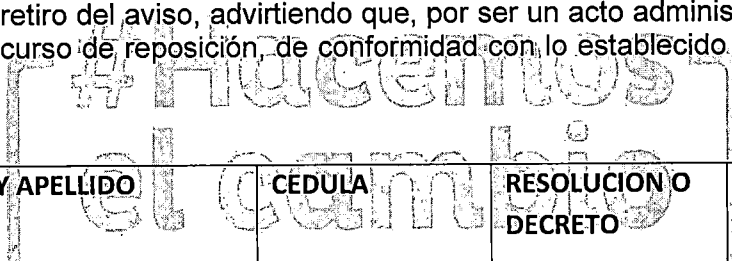 retiro del aviso, advirtiendo que, por ser un acto adminis
curso de reposición, de conformidad con lo establecido
#Hacemos
el cambio
Y APELLIDO CEDULA RESOLUCION O
DECRETO